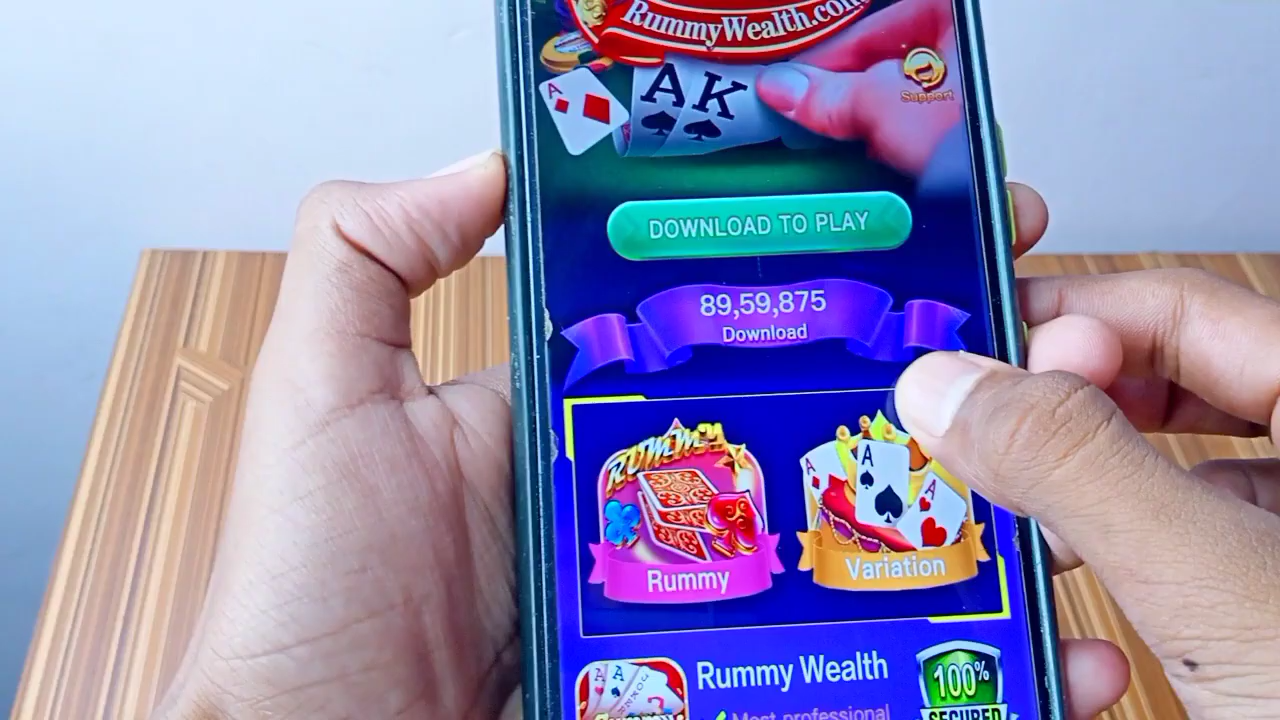 RummyWealth.com
A
A K
Support
DOWNLOAD TO PLAY
89,59,875
Download
RUMMY
A
A
A
Rummy
Variation
Rummy Wealth
100%
Most professional
SECURED
A A